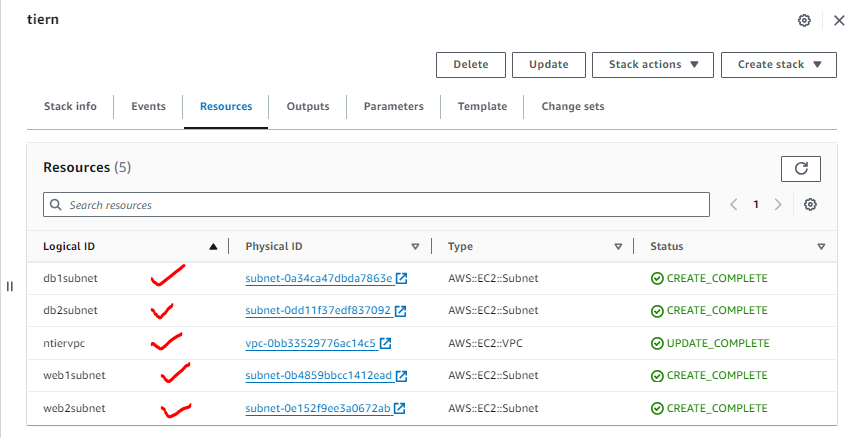 tiern
Delete Update Stack actions Create stack
Stack info Events Resources Outputs Parameters Template Change sets
Resources (5)
Search resources 1
Logical ID Physical ID Type Status
db1subnet subnet-0a34ca47dbda7863e AWS::EC2::Subnet CREATE_COMPLETE
db2subnet subnet-0dd11f37edf837092 AWS::EC2::Subnet CREATE_COMPLETE
ntiervpc vpc-0bb33529776ac14c5 AWS::EC2::VPC UPDATE_COMPLETE
web1subnet subnet-0b4859bbcc1412ead AWS::EC2::Subnet CREATE_COMPLETE
web2subnet subnet-0e152f9ee3a0672ab AWS::EC2::Subnet CREATE_COMPLETE